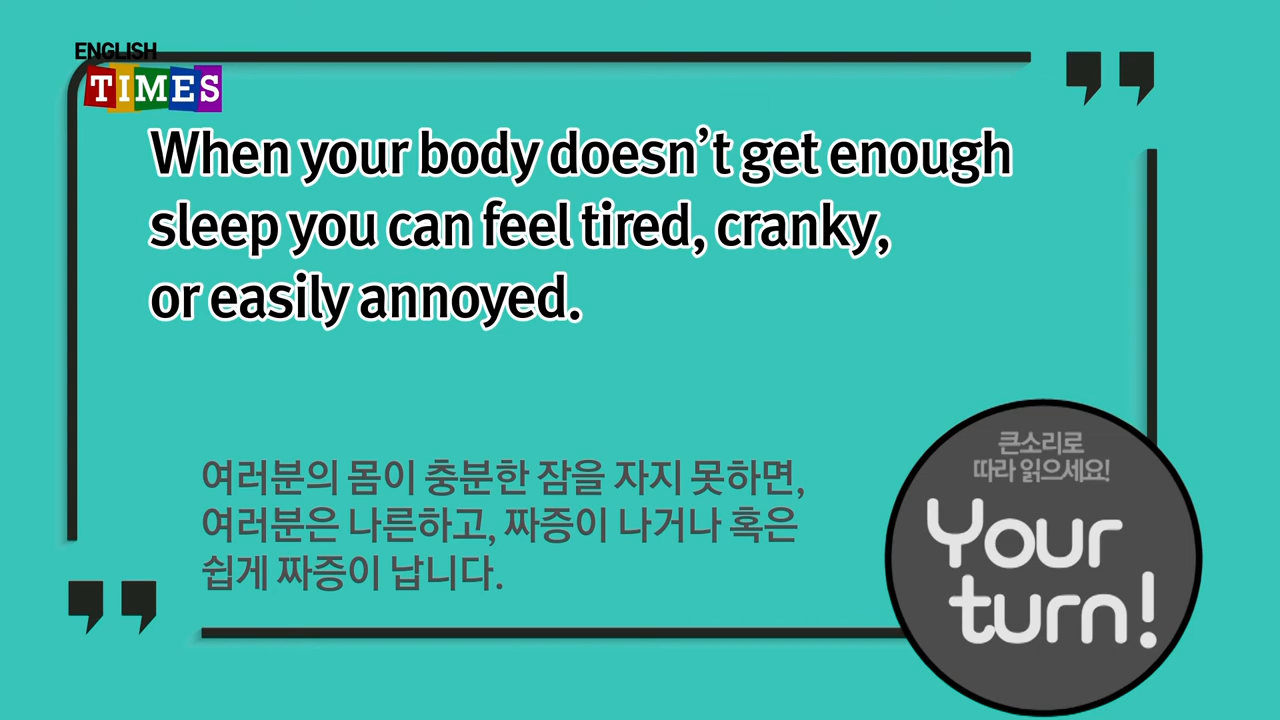 ENGLISH
TIMES
When your body doesn’t get enough
sleep you can feel tired, cranky,
or easily annoyed.
여러분의 몸이 충분한 잠을 자지 못하면,
여러분은 나른하고, 짜증이 나거나 혹은
쉽게 짜증이 납니다.
큰소리로
따라 읽으세요!
Your
turn!